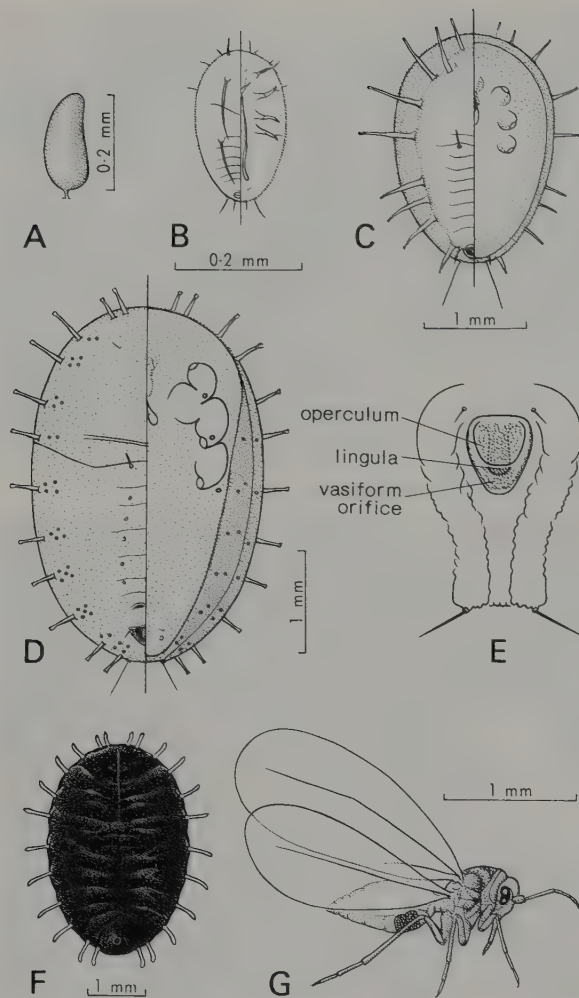 A
0·2 mm
B
0·2 mm
C
1 mm
operculum
lingula
vasiform
orifice
D
1 mm
E
F
1 mm
1 mm
G